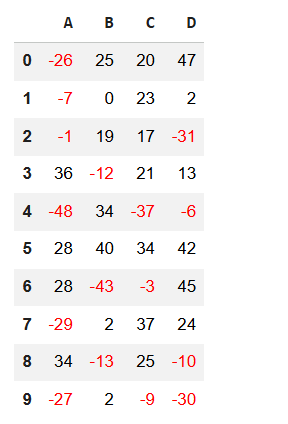 A B C D
0 -26 25 20 47
1 -7 0 23 2
2 -1 19 17 -31
3 36 -12 21 13
4 -48 34 -37 -6
5 28 40 34 42
6 28 -43 -3 45
7 -29 2 37 24
8 34 -13 25 -10
9 -27 2 -9 -30